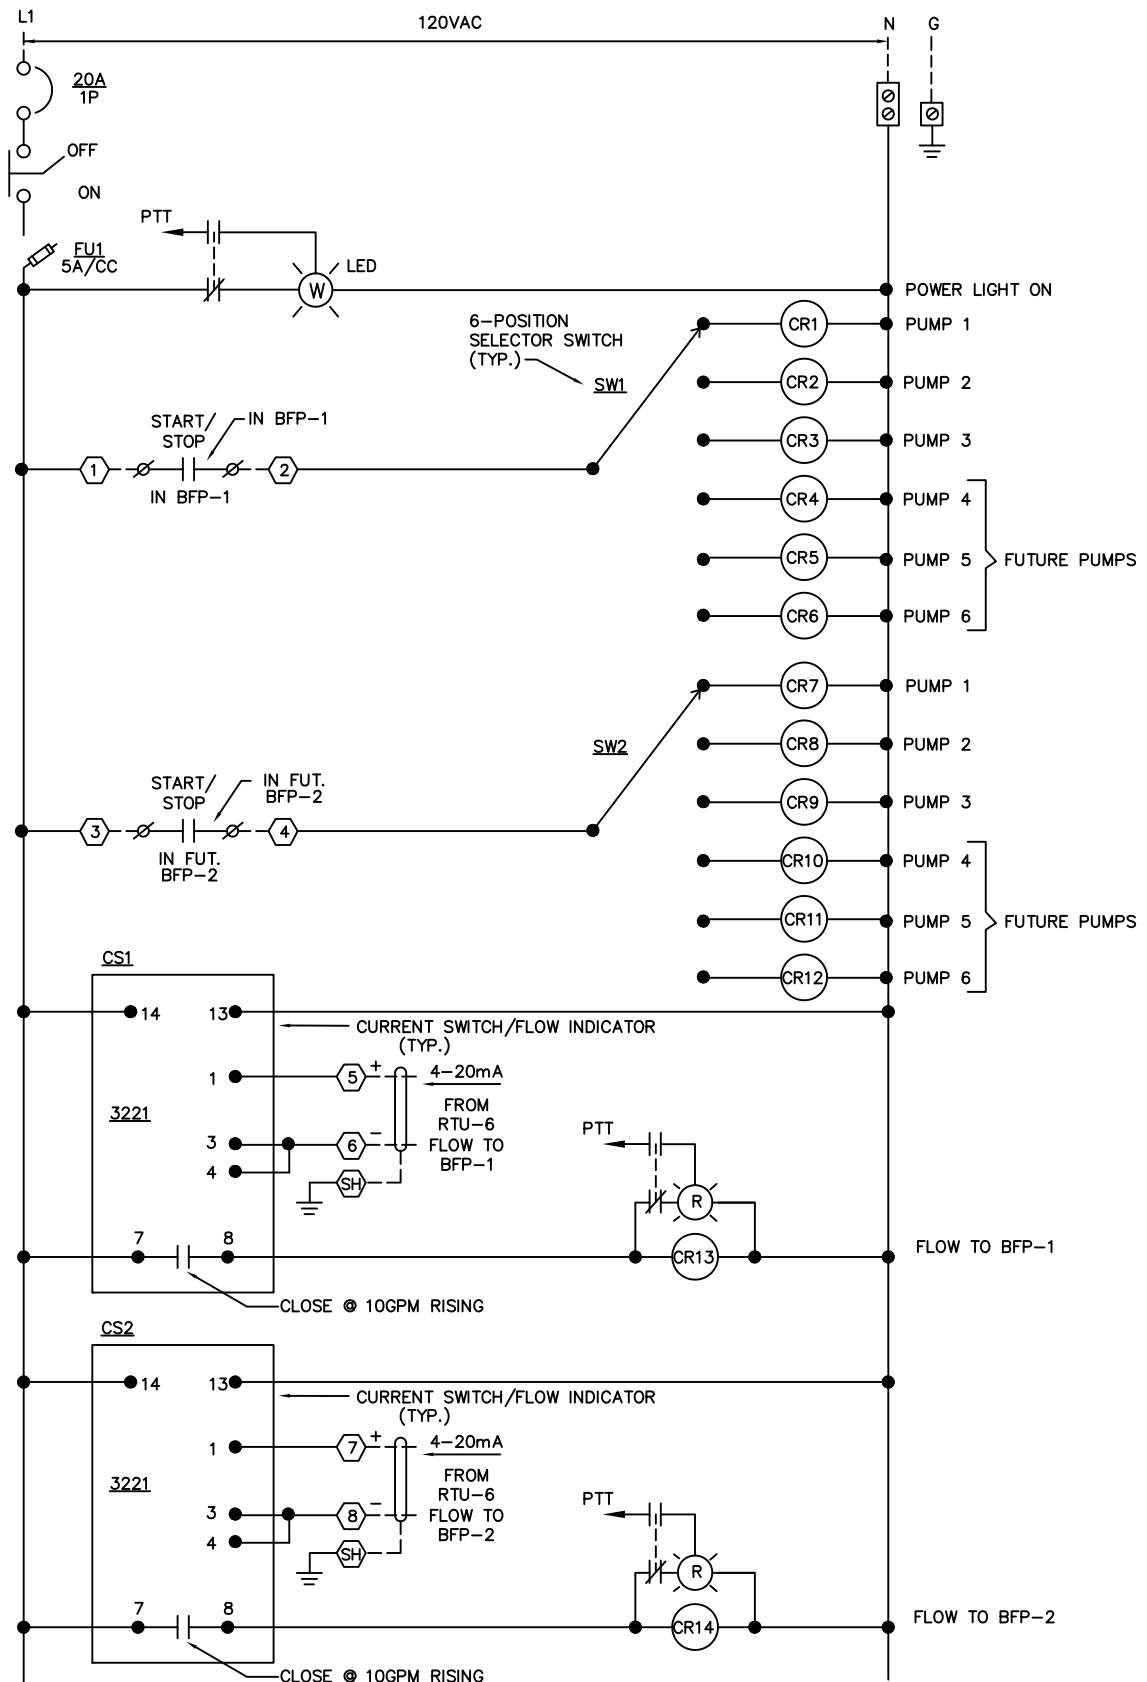 L1
120VAC
N
G
20A
1P
OFF
ON
PTT
FU1
5A/CC
LED
W
POWER LIGHT ON
6-POSITION
SELECTOR SWITCH
(TYP.)
SW1
CR1
PUMP 1
CR2
PUMP 2
START/
STOP
IN BFP-1
CR3
PUMP 3
1
2
IN BFP-1
CR4
PUMP 4
CR5
PUMP 5
FUTURE PUMPS
CR6
PUMP 6
CR7
PUMP 1
SW2
CR8
PUMP 2
START/
STOP
IN FUT.
BFP-2
CR9
PUMP 3
3
4
IN FUT.
BFP-2
CR10
PUMP 4
CR11
PUMP 5
FUTURE PUMPS
CR12
PUMP 6
CS1
14
13
CURRENT SWITCH/FLOW INDICATOR
(TYP.)
1
5
+
4-20mA
3221
FROM
RTU-6
FLOW TO
BFP-1
3
6
-
4
SH
PTT
R
7
8
CR13
FLOW TO BFP-1
CLOSE @ 10GPM RISING
CS2
14
13
CURRENT SWITCH/FLOW INDICATOR
(TYP.)
1
7
+
4-20mA
3221
FROM
RTU-6
FLOW TO
BFP-2
3
8
-
4
SH
PTT
R
7
8
CR14
FLOW TO BFP-2
CLOSE @ 10GPM RISING